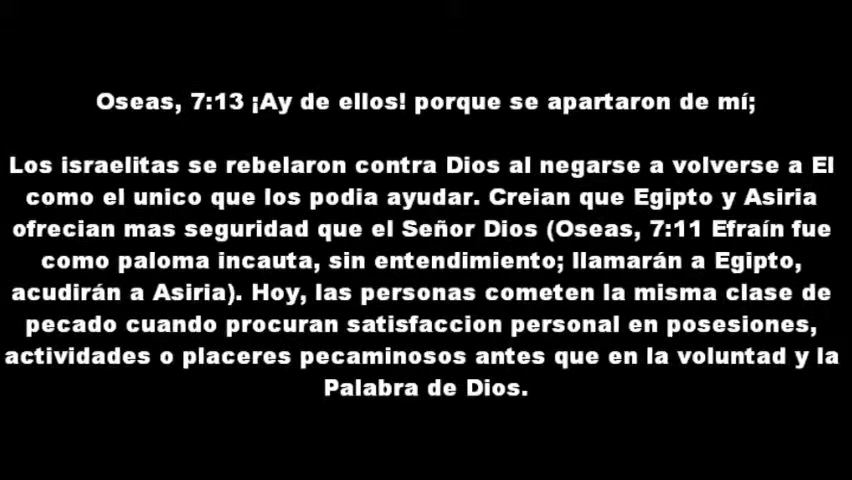 Oseas, 7:13 ¡Ay de ellos! porque se apartaron de mí;
Los israelitas se rebelaron contra Dios al negarse a volverse a El
como el unico que los podia ayudar. Creian que Egipto y Asiria
ofrecian mas seguridad que el Señor Dios (Oseas, 7:11 Efraín fue
como paloma incauta, sin entendimiento; llamarán a Egipto,
acudirán a Asiria). Hoy, las personas cometen la misma clase de
pecado cuando procuran satisfaccion personal en posesiones,
actividades o placeres pecaminosos antes que en la voluntad y la
Palabra de Dios.